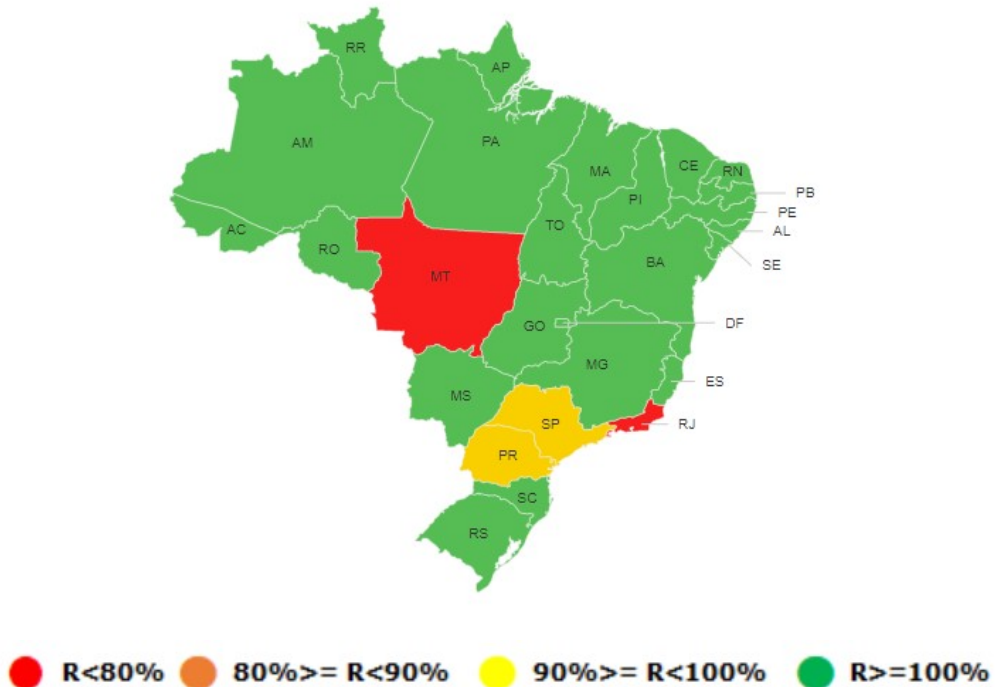 RR
AP
AM
PA
MA
CE
RN
PB
PI
PE
AC
TO
AL
RO
BA
SE
MT
GO
DF
MG
ES
MS
SP
RJ
PR
SC
RS
R<80%
80%>= R<90%
90%>= R<100%
R>=100%